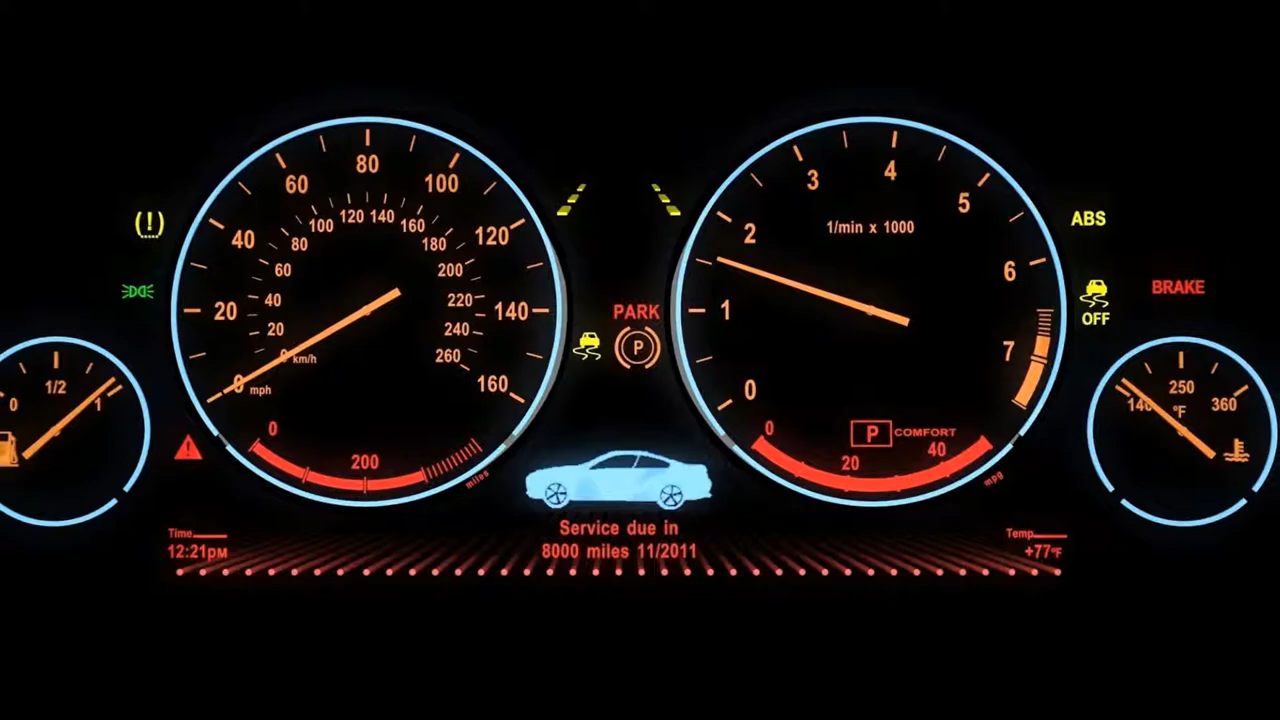 80
60
100
40
120
20
140
0
mph
160
120
140
100
160
80
180
60
200
40
220
20
240
0
km/h
260
0
200
miles
0
1/2
1
PARK
P
3
4
5
2
1/min x 1000
6
1
7
0
0
P COMFORT
20
40
mpg
ABS
OFF
BRAKE
140
250
°F
360
Service due in
8000 miles 11/2011
Time
12:21PM
Temp
+77°F